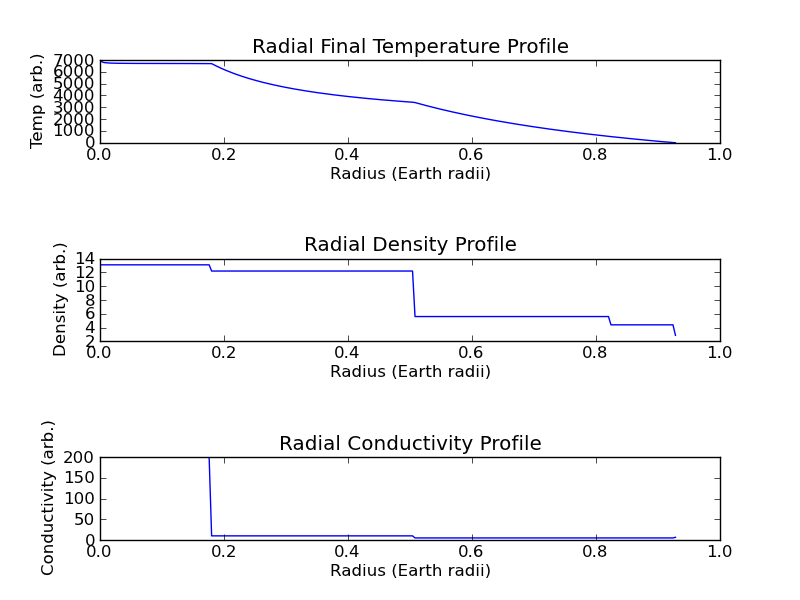 Radial Final Temperature Profile
Temp (arb.)
7000
6000
5000
4000
3000
2000
1000
0
0.0 0.2 0.4 0.6 0.8 1.0
Radius (Earth radii)
Radial Density Profile
Density (arb.)
14
12
10
8
6
4
2
0.0 0.2 0.4 0.6 0.8 1.0
Radius (Earth radii)
Radial Conductivity Profile
Conductivity (arb.)
200
150
100
50
0
0.0 0.2 0.4 0.6 0.8 1.0
Radius (Earth radii)